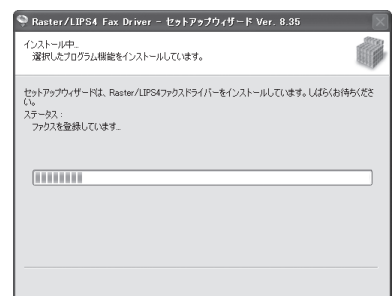 Raster/LIPS4 Fax Driver - セットアップウィザード Ver. 8.35
インストール中...
選択したプログラム機能をインストールしています。
セットアップウィザードは、Raster/LIPS4ファクスドライバーをインストールしています。しばらくお待ちくださ
い。
ステータス:
ファクスを登録しています...